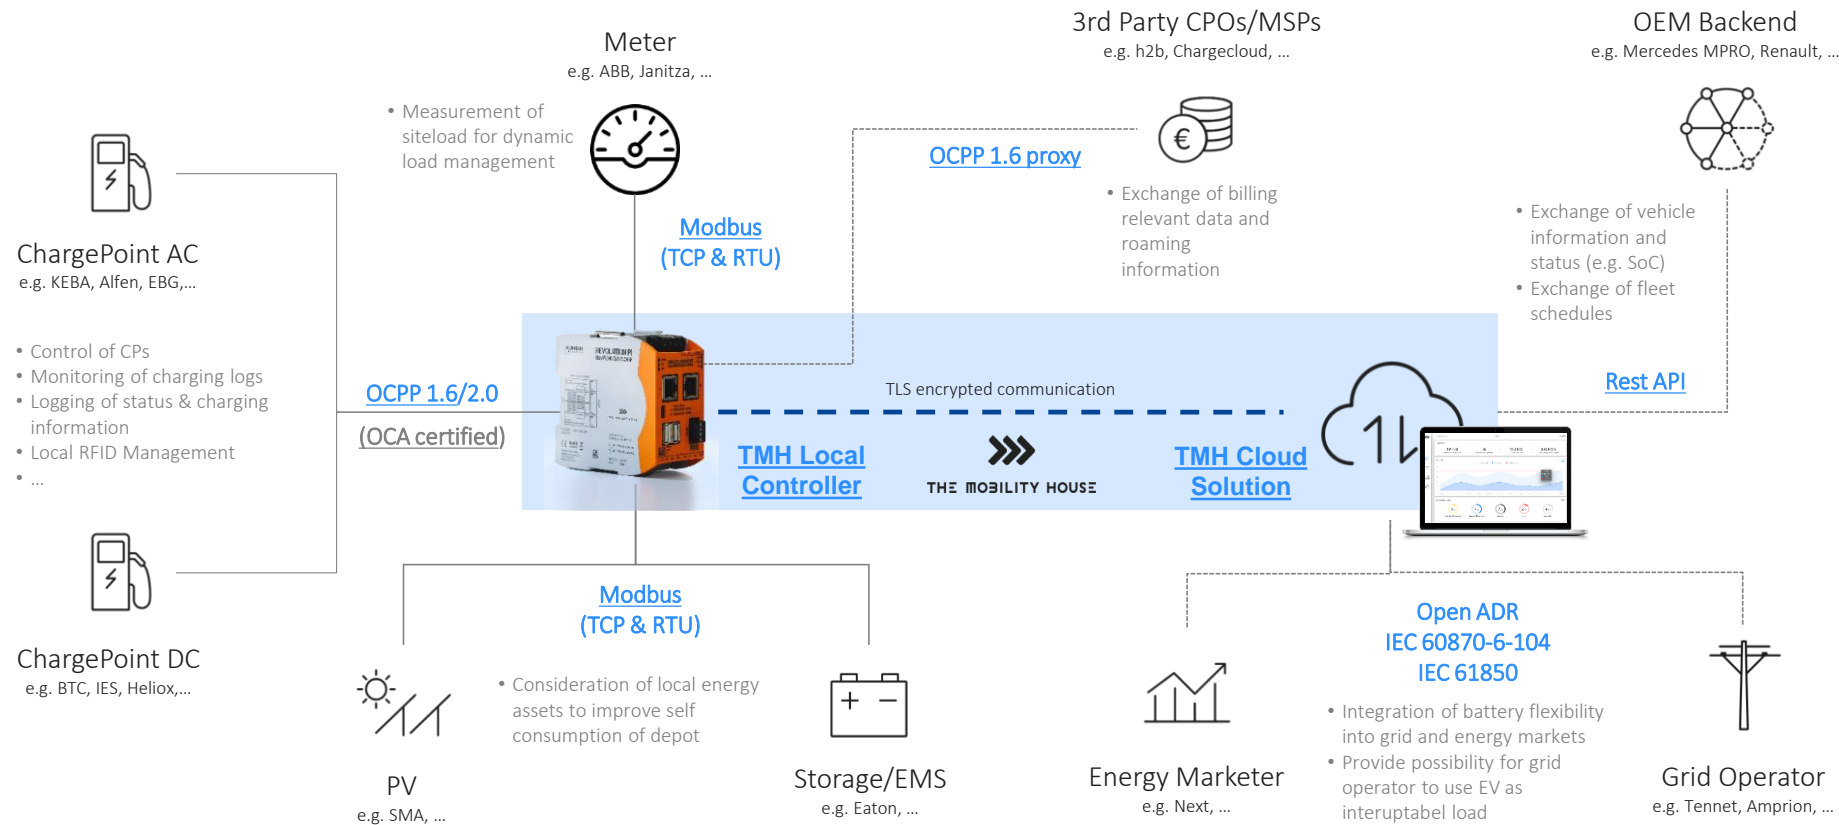 Meter
e.g. ABB, Janitza, ...
• Measurement of
siteload for dynamic
load management
3rd Party CPOs/MSPs
e.g. h2b, Chargecloud, ...
OCPP 1.6 proxy
• Exchange of billing
relevant data and
roaming
information
OEM Backend
e.g. Mercedes MPRO, Renault, ...
• Exchange of vehicle
information and
status (e.g. SoC)
• Exchange of fleet
schedules
Rest API
ChargePoint AC
e.g. KEBA, Alfen, EBG,...
• Control of CPs
• Monitoring of charging logs
• Logging of status & charging
information
• Local RFID Management
• ...
ChargePoint DC
e.g. BTC, IES, Heliox,...
OCPP 1.6/2.0
(OCA certified)
Modbus
(TCP & RTU)
REVOLUTION PI
TLS encrypted communication
TMH Local
Controller
THE MOBILITY HOUSE
TMH Cloud
Solution
Modbus
(TCP & RTU)
PV
e.g. SMA, ...
• Consideration of local energy
assets to improve self
consumption of depot
Storage/EMS
e.g. Eaton, ...
Energy Marketer
e.g. Next, ...
Open ADR
IEC 60870-6-104
IEC 61850
• Integration of battery flexibility
into grid and energy markets
• Provide possibility for grid
operator to use EV as
interuptabel load
Grid Operator
e.g. Tennet, Amprion, ...